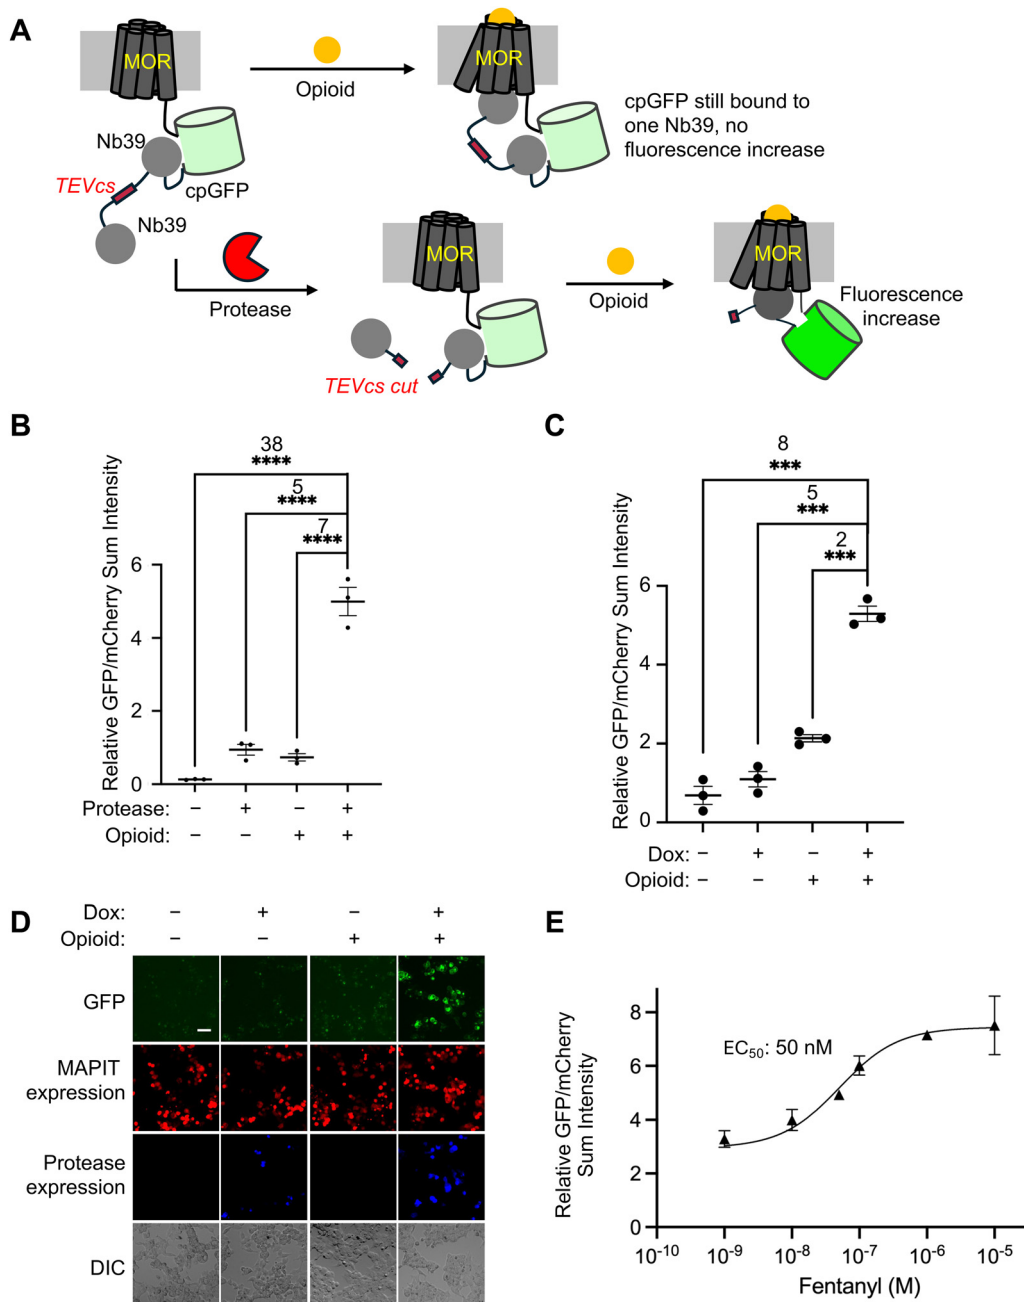 A
MOR
Opioid
MOR
cpGFP still bound to
one Nb39, no
fluorescence increase
Nb39
TEVcs
cpGFP
Nb39
Protease
MOR
Opioid
MOR
Fluorescence
increase
TEVcs cut
B
38
****
5
****
7
****
Relative GFP/mCherry Sum Intensity
6
4
2
0
Protease: – + – +
Opioid: – – + +
C
8
***
5
***
2
***
Relative GFP/mCherry Sum Intensity
6
4
2
0
Dox: – + – +
Opioid: – – + +
D
Dox: – + – +
Opioid: – – + +
GFP
MAPIT
expression
Protease
expression
DIC
E
EC50: 50 nM
Relative GFP/mCherry
Sum Intensity
8
6
4
2
0
10-10 10-9 10-8 10-7 10-6 10-5
Fentanyl (M)